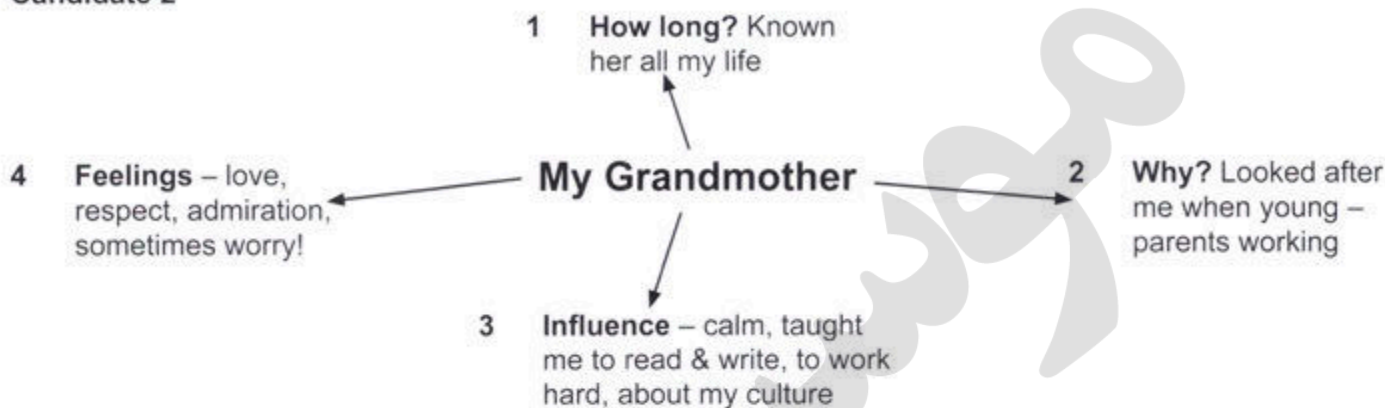 1 How long? Known
her all my life
My Grandmother
2 Why? Looked after
me when young –
parents working
3 Influence – calm, taught
me to read & write, to work
hard, about my culture
4 Feelings – love,
respect, admiration,
sometimes worry!